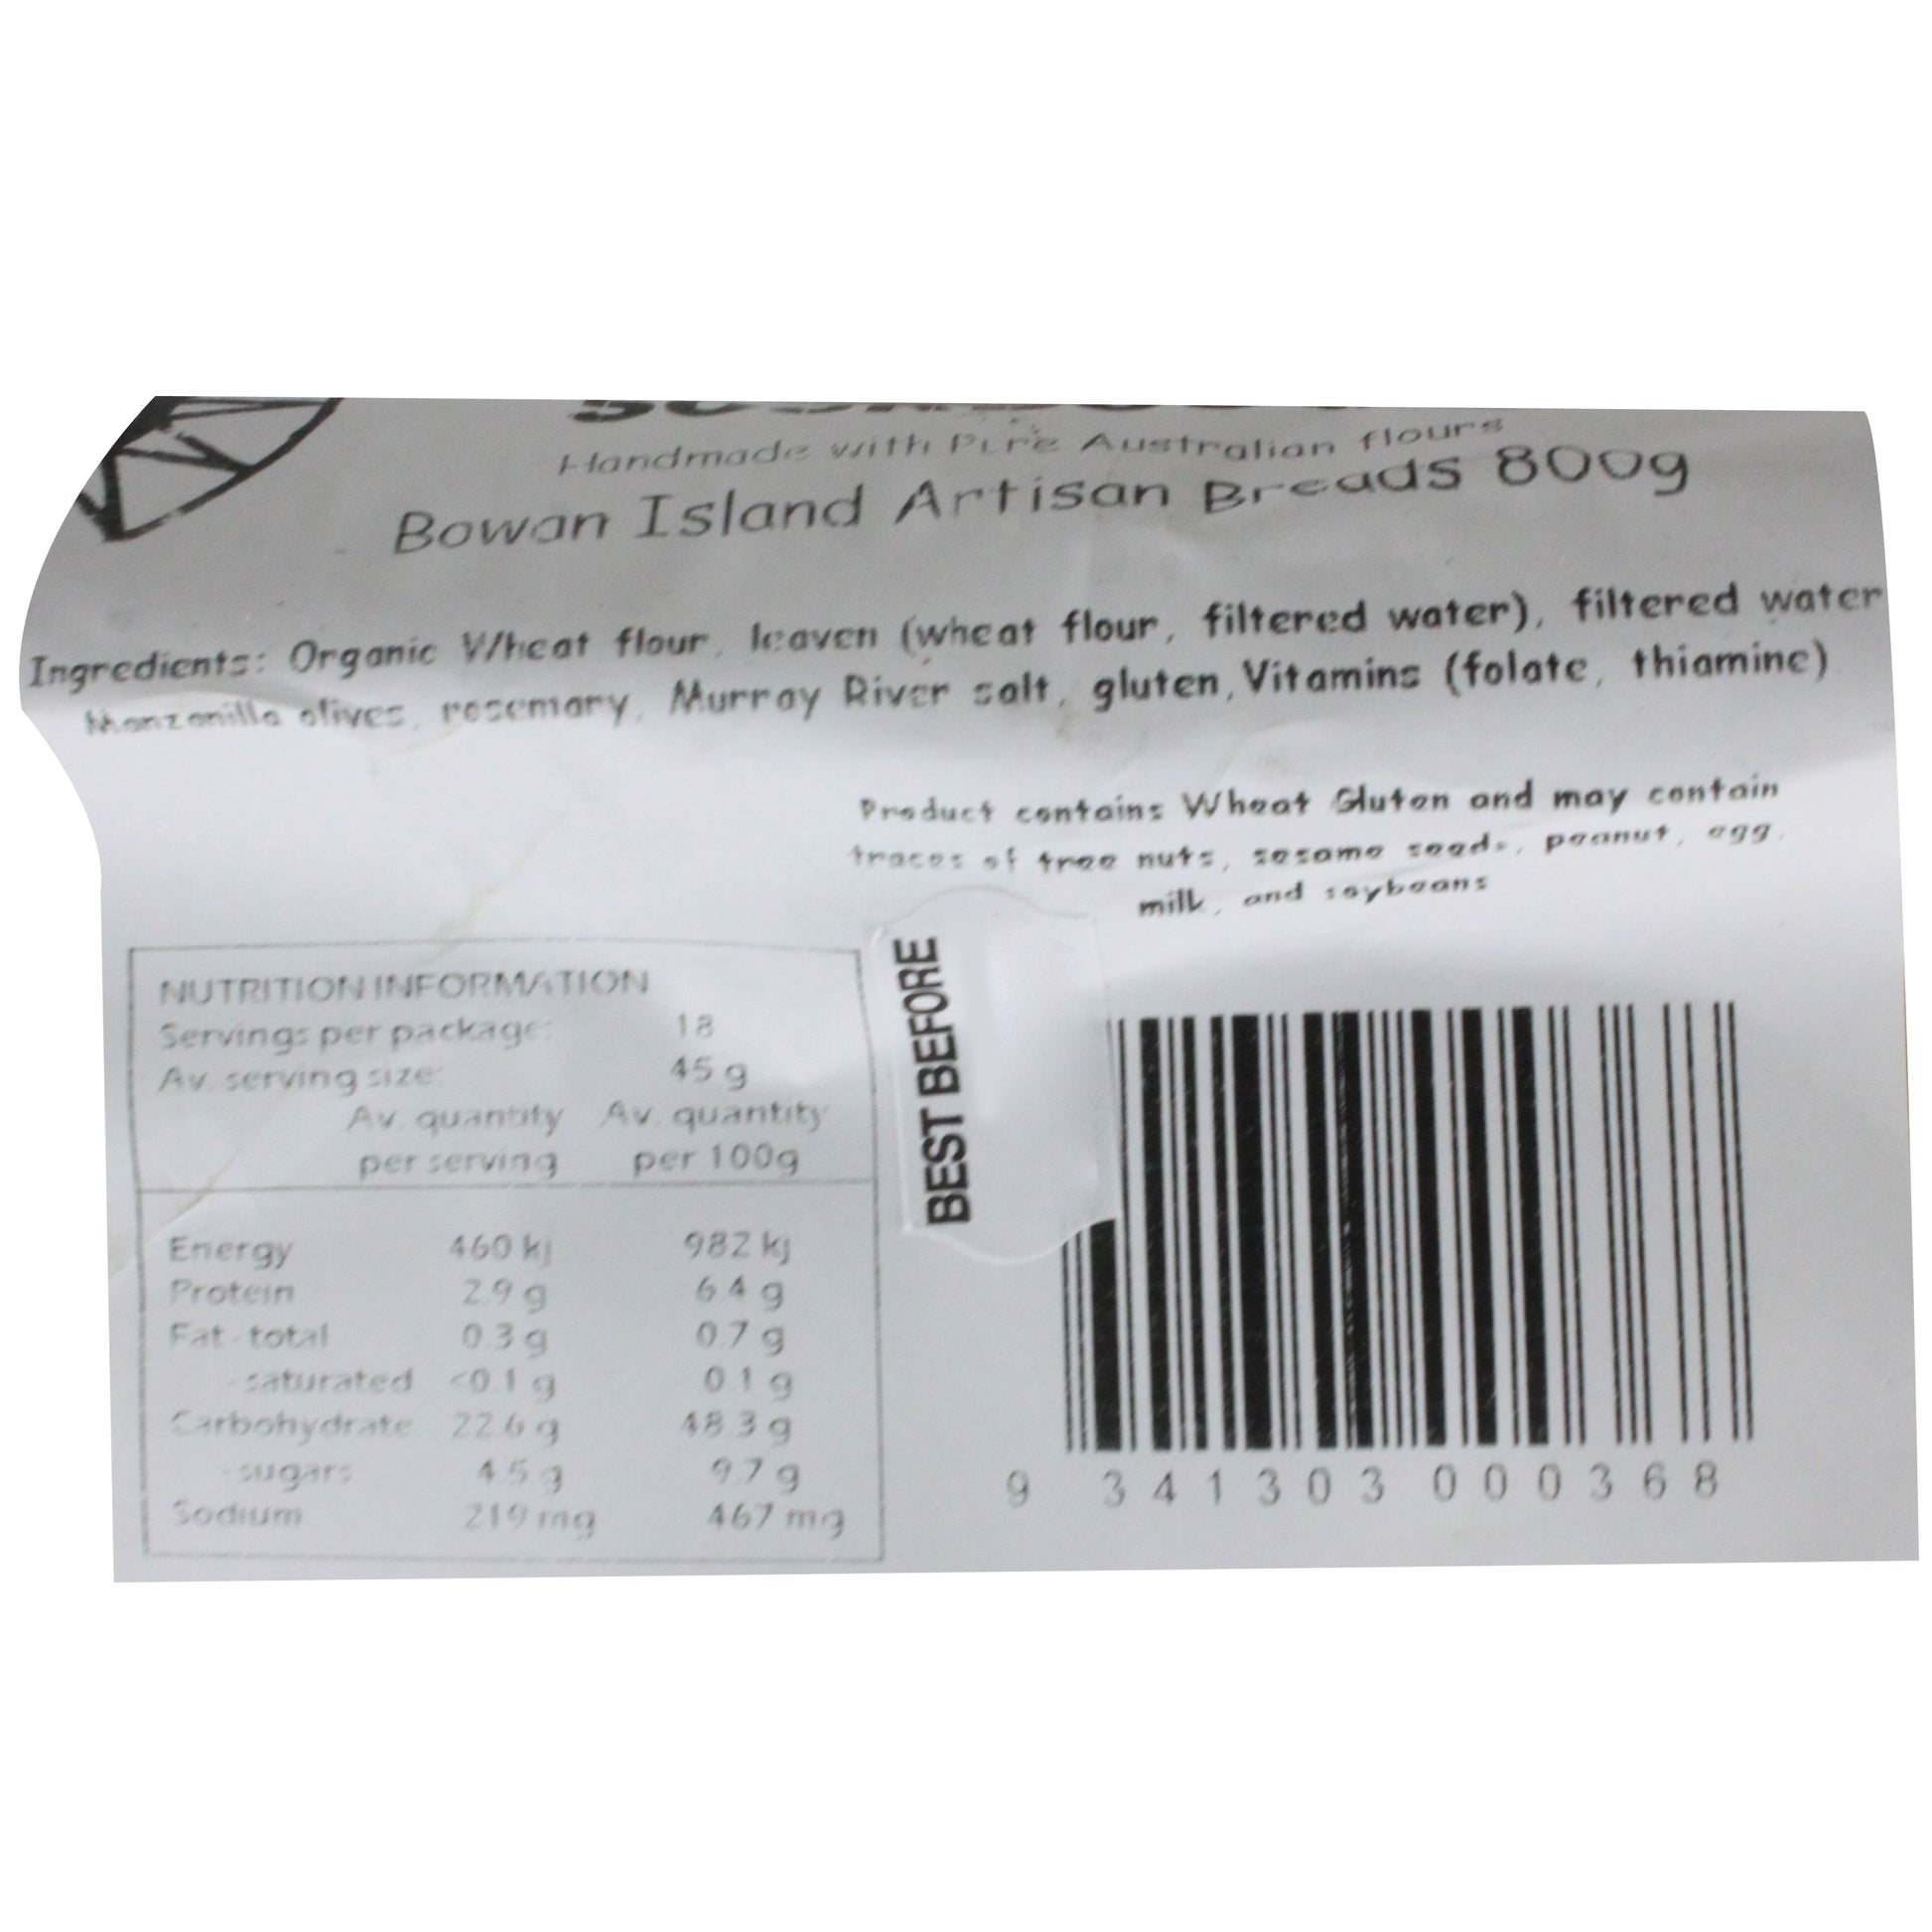 Handmade with Pure Australian flours
Bowan Island Artisan Breads 800g
Ingredients: Organic Wheat flour, leaven (wheat flour, filtered water), filtered water
Manzanilla olives, rosemary, Murray River salt, gluten, Vitamins (folate, thiamine)
Product contains Wheat Gluten and may contain
traces of tree nuts, sesame seeds, peanut, egg,
milk, and soybeans
BEST BEFORE
NUTRITION INFORMATION
Servings per package: 18
Av. serving size: 45 g
Av. quantity Av. quantity
per serving per 100g
Energy 460 kj 982 kj
Protein 2.9 g 6.4 g
Fat - total 0.3 g 0.7 g
- saturated <0.1 g 0.1 g
Carbohydrate 22.6 g 48.3 g
- sugars 4.5 g 9.7 g
Sodium 219 mg 467 mg
9 341303 000368